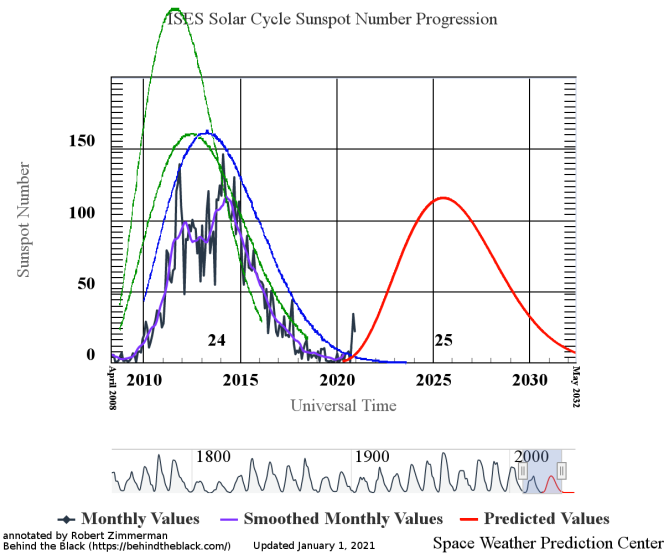 ISES Solar Cycle Sunspot Number Progression
150
100
50
0
Sunspot Number
24
25
April 2008
2010
2015
2020
2025
2030
May 2032
Universal Time
1800
1900
2000
Monthly Values
Smoothed Monthly Values
Predicted Values
annotated by Robert Zimmerman
Behind the Black (https://behindtheblack.com/)
Updated January 1, 2021
Space Weather Prediction Center